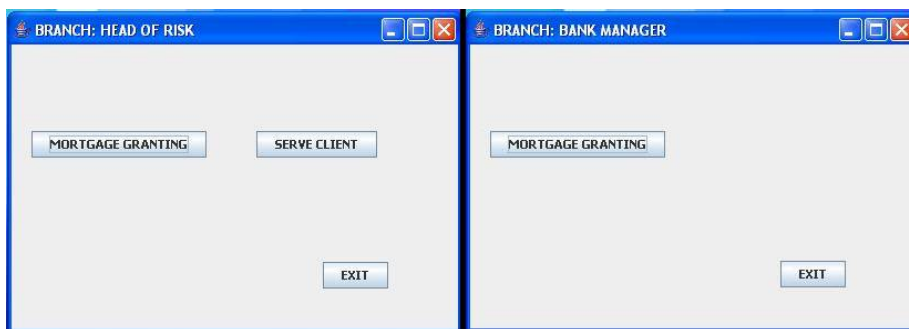 BRANCH: HEAD OF RISK
MORTGAGE GRANTING
SERVE CLIENT
EXIT
BRANCH: BANK MANAGER
MORTGAGE GRANTING
EXIT